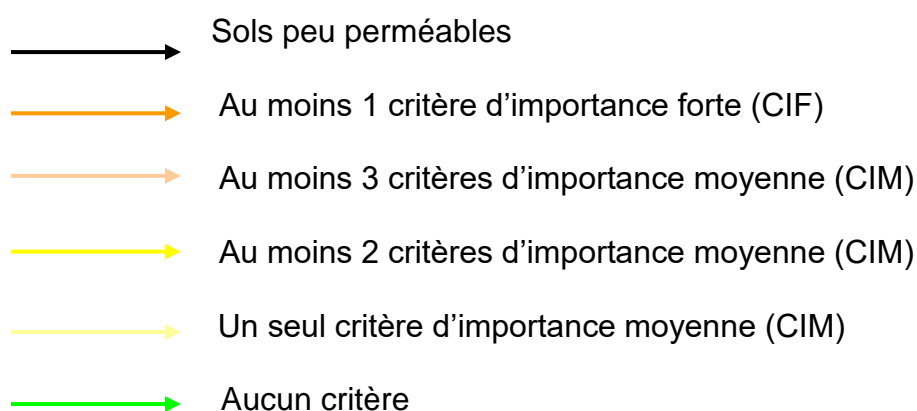 Sols peu perméables
Au moins 1 critère d’importance forte (CIF)
Au moins 3 critères d’importance moyenne (CIM)
Au moins 2 critères d’importance moyenne (CIM)
Un seul critère d’importance moyenne (CIM)
Aucun critère